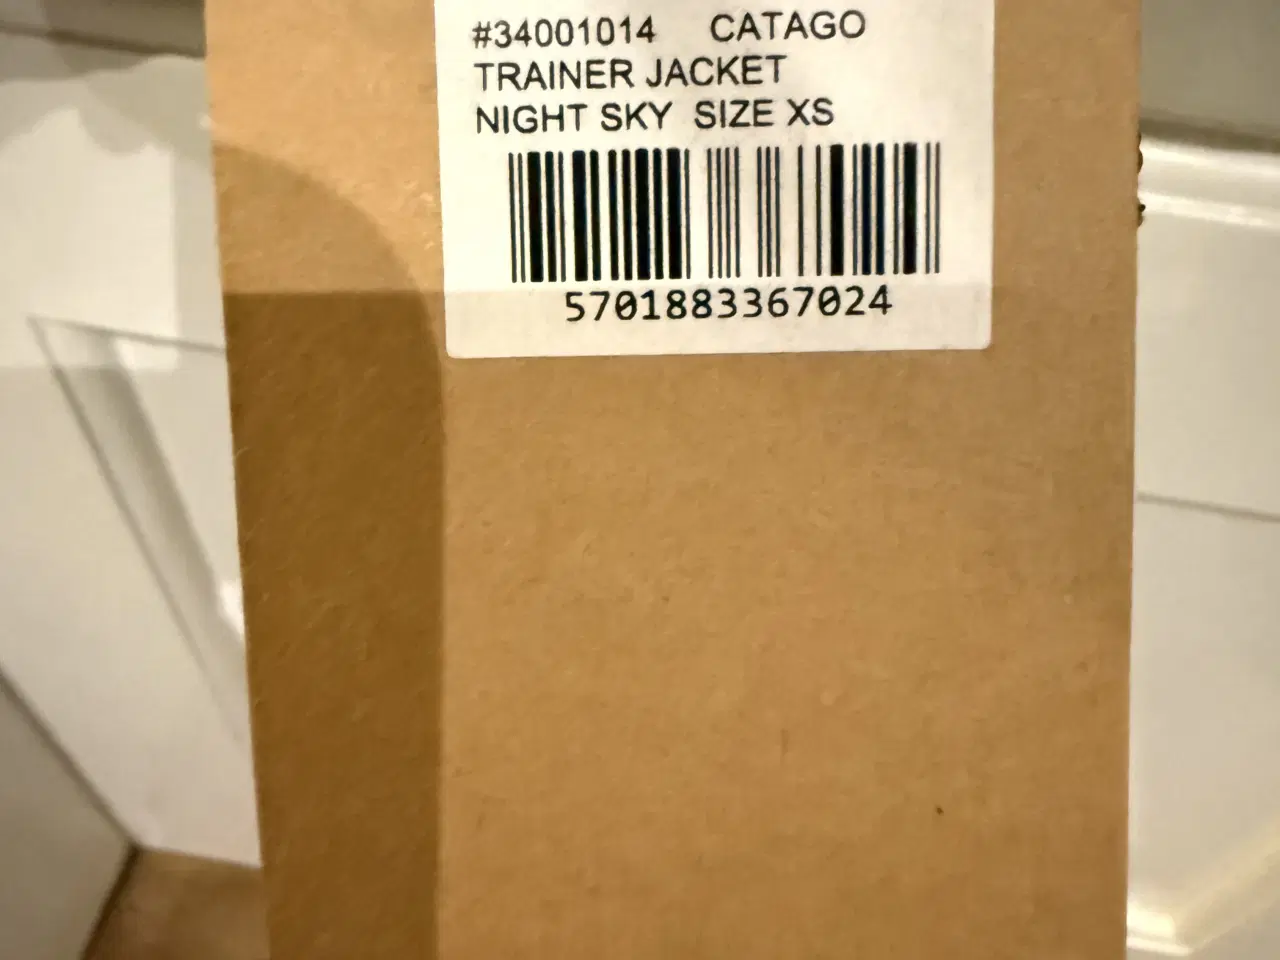 #34001014 CATAGO
TRAINER JACKET
NIGHT SKY SIZE XS
5701883367024